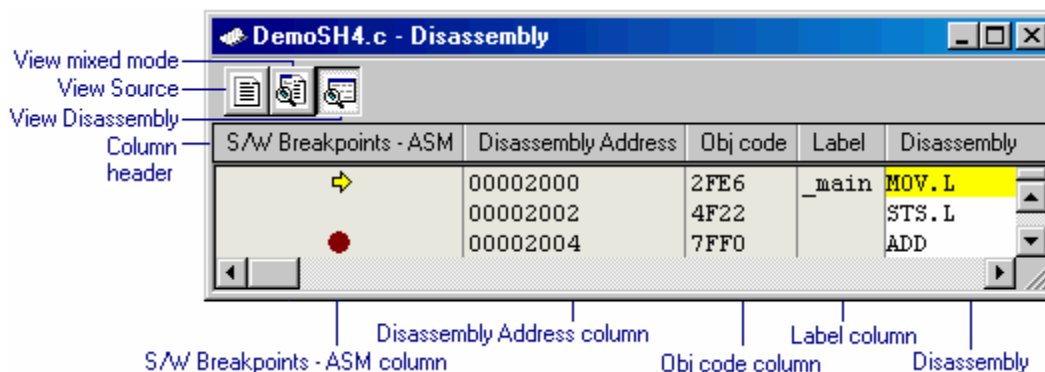 DemoSH4.c - Disassembly
View mixed mode
View Source
View Disassembly
Column header
S/W Breakpoints - ASM Disassembly Address Obj code Label Disassembly
00002000 2FE6 _main MOV.L
00002002 4F22 STS.L
00002004 7FF0 ADD
Disassembly Address column
Label column
S/W Breakpoints - ASM column
Obj code column
Disassembly